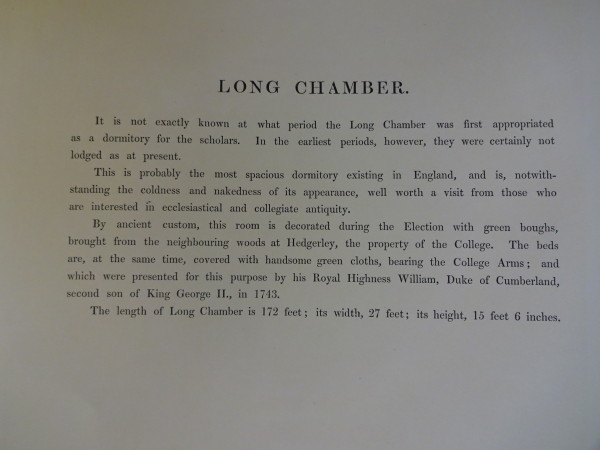 LONG CHAMBER.
It is not exactly known at what period the Long Chamber was first appropriated
as a dormitory for the scholars. In the earliest periods, however, they were certainly not
lodged as at present.
This is probably the most spacious dormitory existing in England, and is, notwith-
standing the coldness and nakedness of its appearance, well worth a visit from those who
are interested in ecclesiastical and collegiate antiquity.
By ancient custom, this room is decorated during the Election with green boughs,
brought from the neighbouring woods at Hedgerley, the property of the College. The beds
are, at the same time, covered with handsome green cloths, bearing the College Arms; and
which were presented for this purpose by his Royal Highness William, Duke of Cumberland,
second son of King George II., in 1743.
The length of Long Chamber is 172 feet; its width, 27 feet; its height, 15 feet 6 inches.